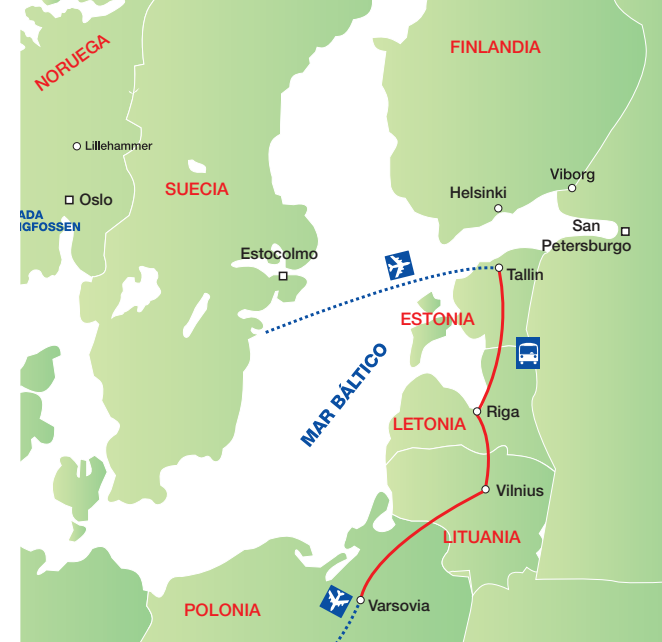 FINLANDIA
NORUEGA
Lillehammer
Viborg
SUECIA
Helsinki
Oslo
ADA
IGFOSSEN
San
Petersburgo
Estocolmo
Tallin
ESTONIA
MAR BÁLTICO
Riga
LETONIA
Vilnius
LITUANIA
POLONIA
Varsovia